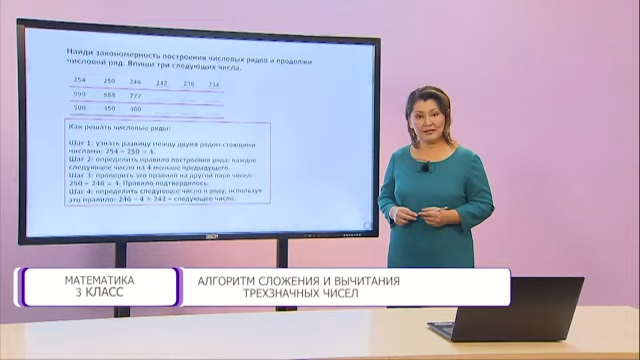 Найди закономерность построения числовых рядов и продолжи
числовой ряд. Впиши три следующих числа.
254 250 246 242 238 234
999 888 777
500 450 400
Как решать числовые ряды:
Шаг 1: узнать разницу между двумя рядом стоящими
числами: 254 – 250 = 4.
Шаг 2: определить правило построения ряда: каждое
следующее число на 4 меньше предыдущего.
Шаг 3: проверить это правило на другой паре чисел:
250 – 246 = 4. Правило подтвердилось.
Шаг 4: определить следующее число в ряду, используя
это правило: 246 – 4 = 242 – следующее число.
МАТЕМАТИКА
3 КЛАСС
АЛГОРИТМ СЛОЖЕНИЯ И ВЫЧИТАНИЯ
ТРЕХЗНАЧНЫХ ЧИСЕЛ